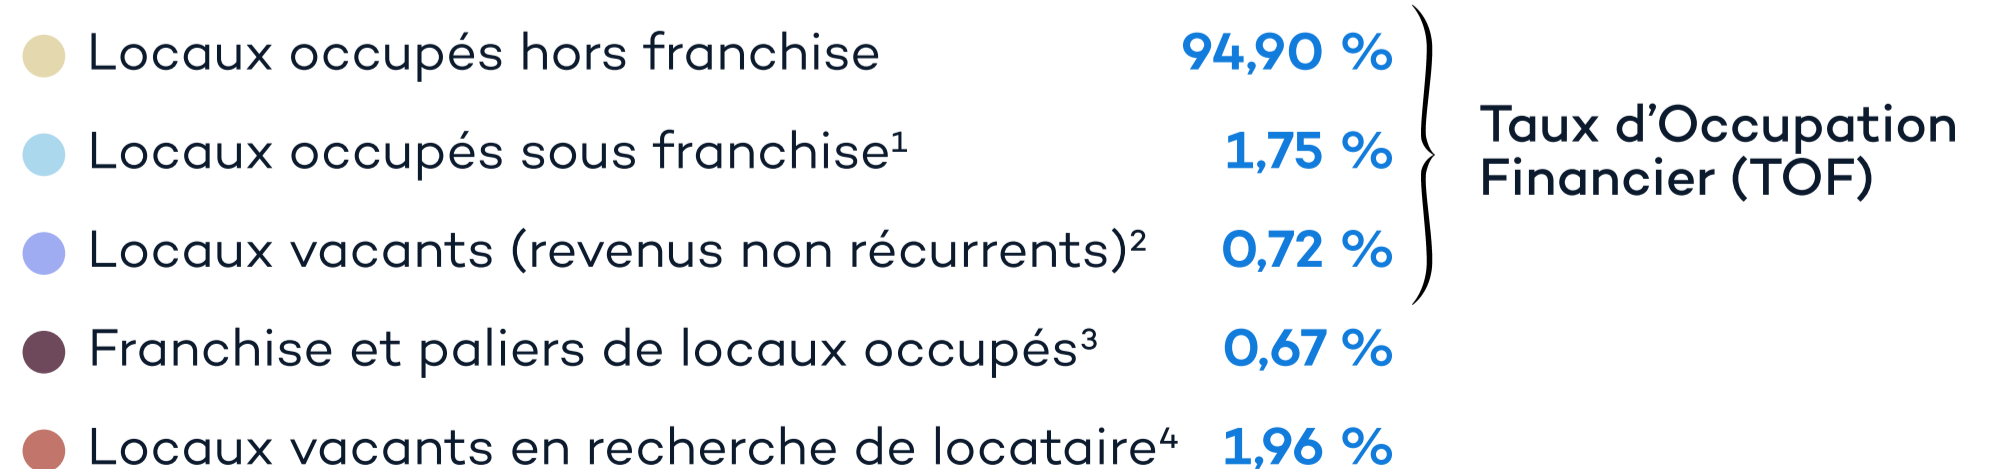 Locaux occupés hors franchise 94,90 %
Locaux occupés sous franchise¹ 1,75 %
Locaux vacants (revenus non récurrents)² 0,72 %
Franchise et paliers de locaux occupés³ 0,67 %
Locaux vacants en recherche de locataire⁴ 1,96 %
Taux d’Occupation
Financier (TOF)